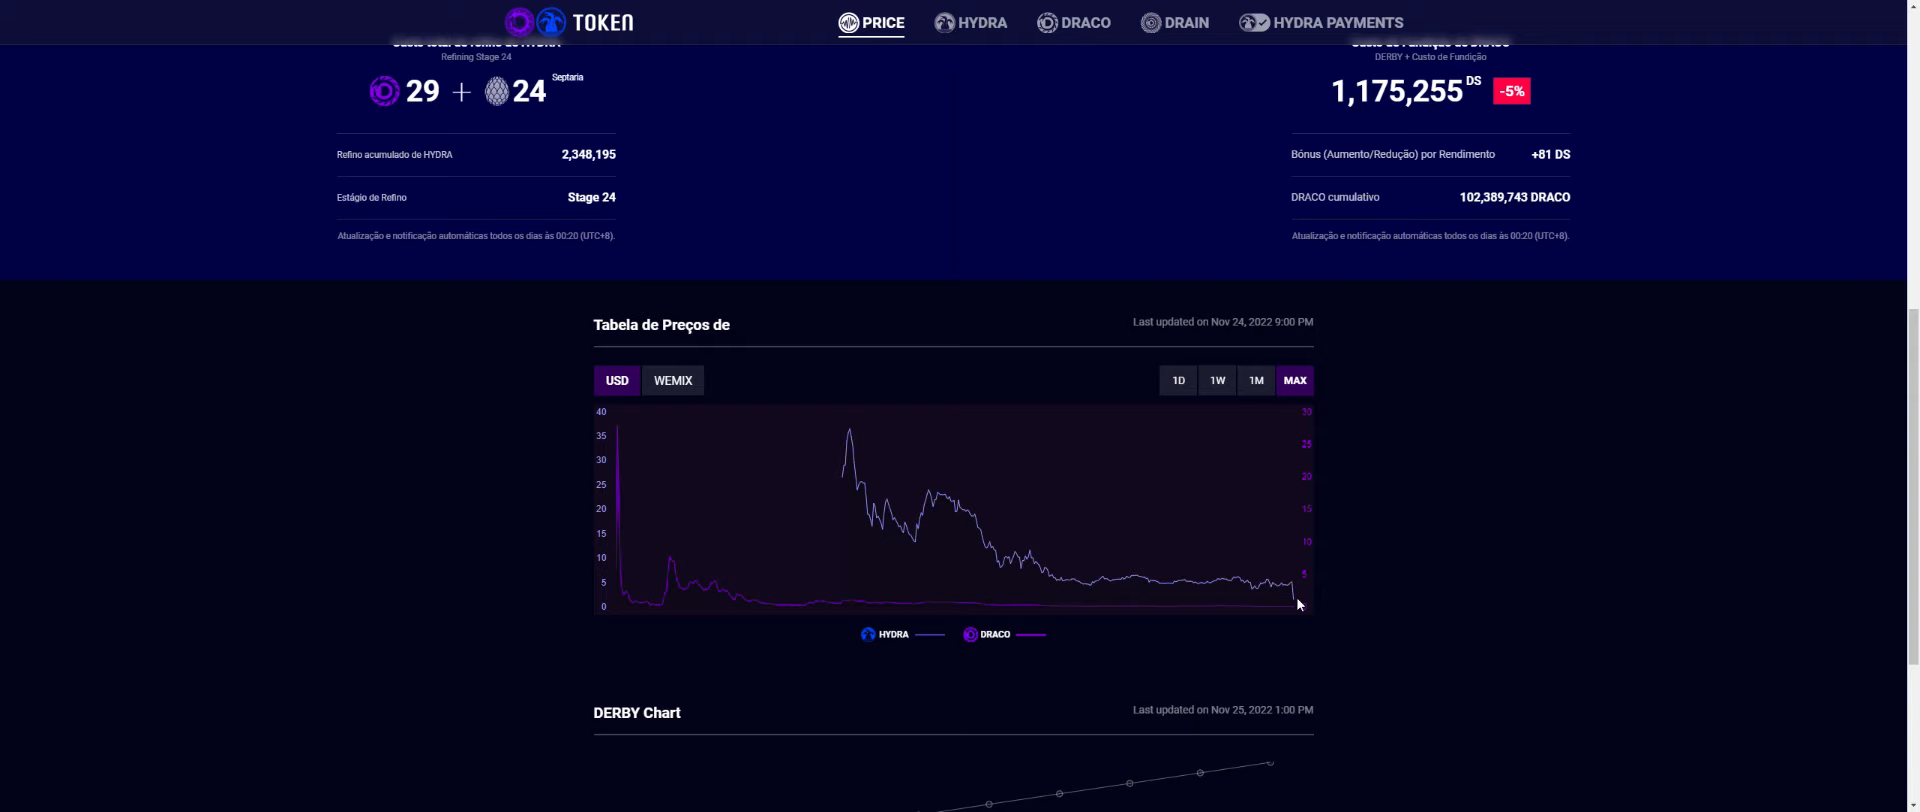 TOKEN
PRICE
HYDRA
DRACO
DRAIN
HYDRA PAYMENTS
Refining Stage 24
29 + 24 Septaria
Refino acumulado de HYDRA 2,348,195
Estágio de Refino Stage 24
Atualização e notificação automáticas todos os dias às 00:20 (UTC+8).
DERBY + Custo de Fundição
1,175,255 DS -5%
Bónus (Aumento/Redução) por Rendimento +81 DS
DRACO cumulativo 102,389,743 DRACO
Atualização e notificação automáticas todos os dias às 00:20 (UTC+8).
Tabela de Preços de
Last updated on Nov 24, 2022 9:00 PM
USD WEMIX
1D 1W 1M MAX
40
35
30
25
20
15
10
5
0
30
25
20
15
10
5
0
HYDRA DRACO
DERBY Chart
Last updated on Nov 25, 2022 1:00 PM